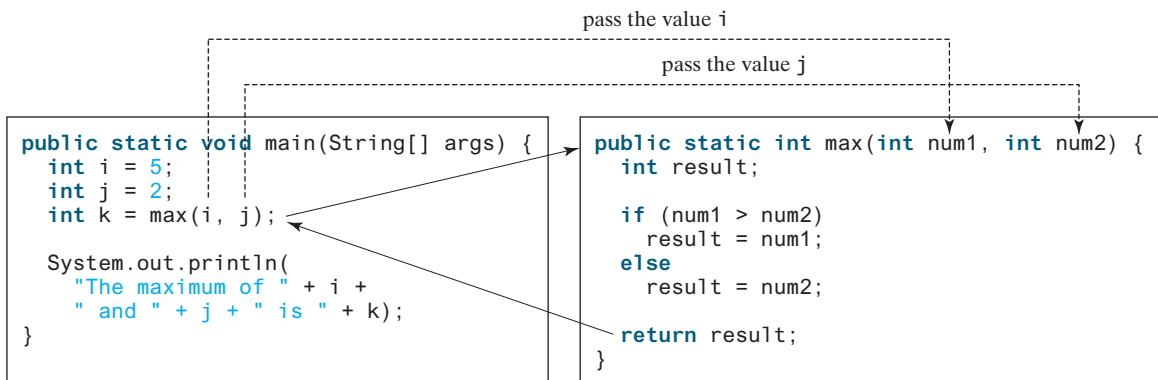 pass the value i
pass the value j
public static void main(String[] args) {
int i = 5;
int j = 2;
int k = max(i, j);
System.out.println(
"The maximum of " + i +
" and " + j + " is " + k);
}
public static int max(int num1, int num2) {
int result;
if (num1 > num2)
result = num1;
else
result = num2;
return result;
}